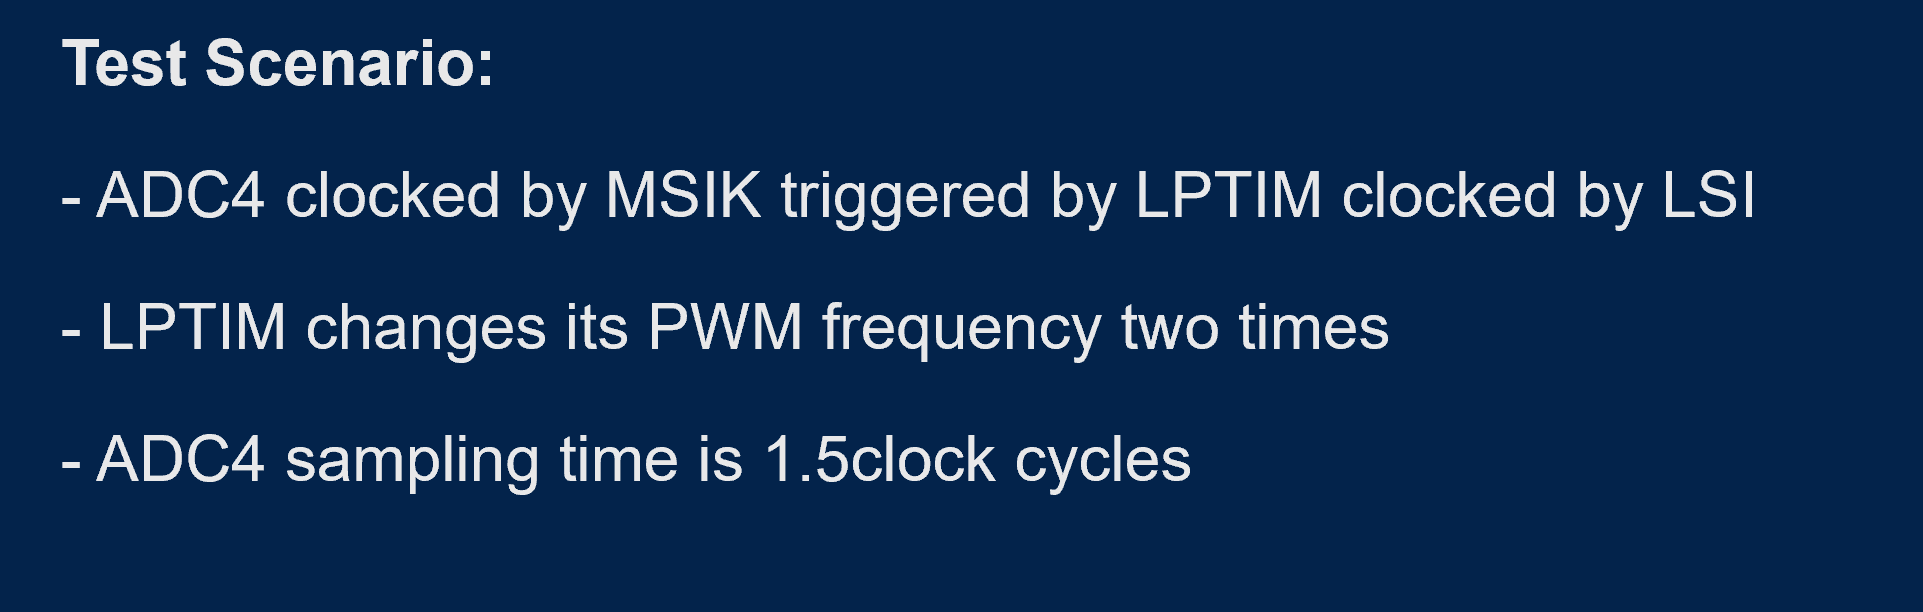 Test Scenario:
- ADC4 clocked by MSIK triggered by LPTIM clocked by LSI
- LPTIM changes its PWM frequency two times
- ADC4 sampling time is 1.5clock cycles